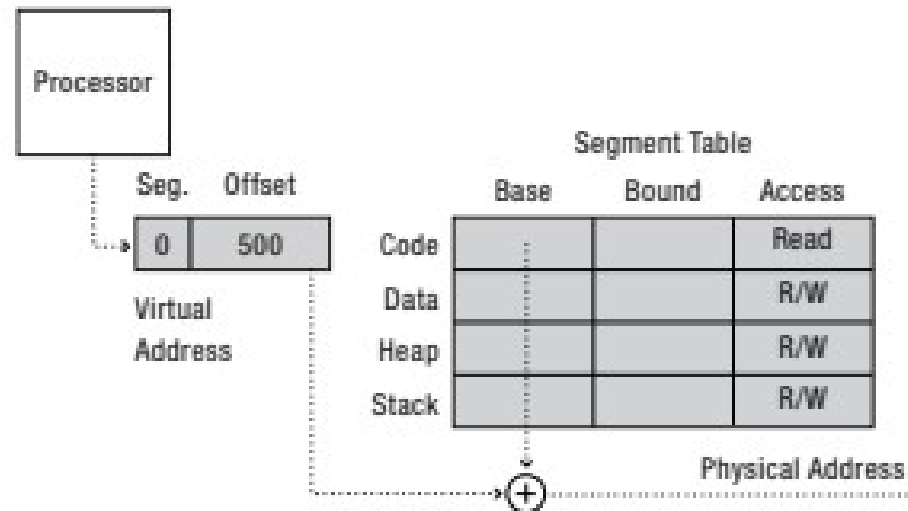 Processor
Segment Table
Seg. Offset
Base Bound Access
0 500
Code Read
Virtual Address
Data R/W
Heap R/W
Stack R/W
Physical Address